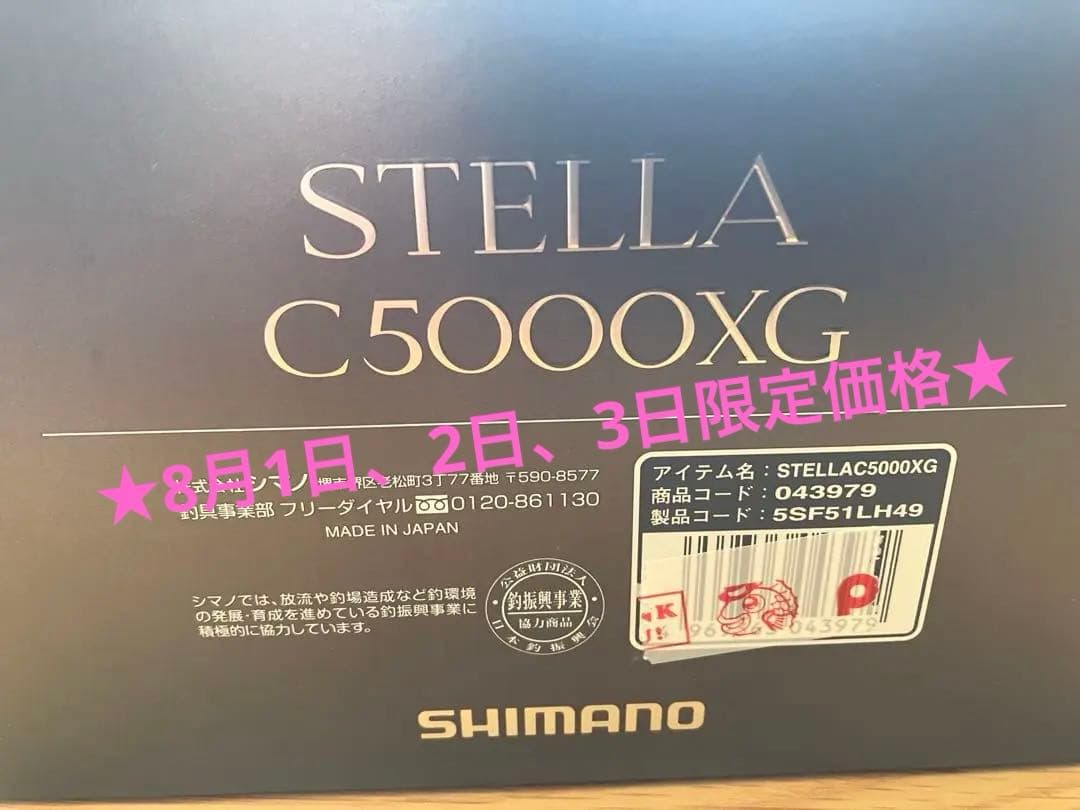 STELLA
C5000XG
★8月1日、2日、3日限定価格★
シマノ 堺市堺区老松町3丁77番地 〒590-8577
釣具事業部 フリーダイヤル 0120-861130
MADE IN JAPAN
アイテム名：STELLAC5000XG
商品コード：043979
製品コード：5SF51LH49
043979
シマノでは、放流や釣場造成など釣環境
の発展・育成を進めている釣振興事業に
積極的に協力しています。
公益財団法人
釣振興事業
協力商品
日本釣振興会
SHIMANO